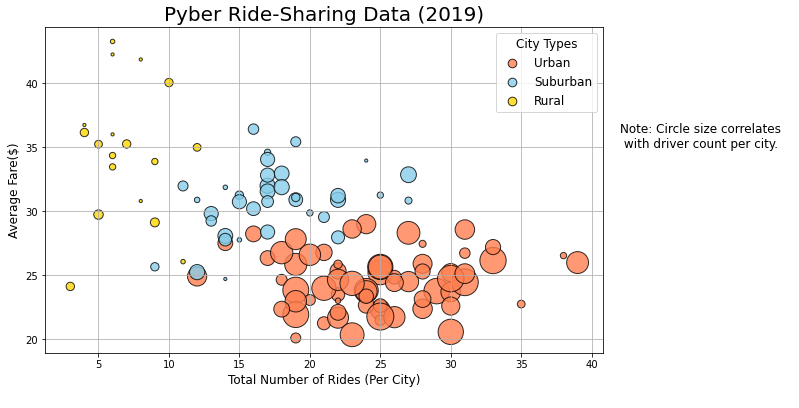 Pyber Ride-Sharing Data (2019)
City Types
Urban
Suburban
Rural
Note: Circle size correlates
with driver count per city.
Average Fare($)
40
35
30
25
20
5
10
15
20
25
30
35
40
Total Number of Rides (Per City)